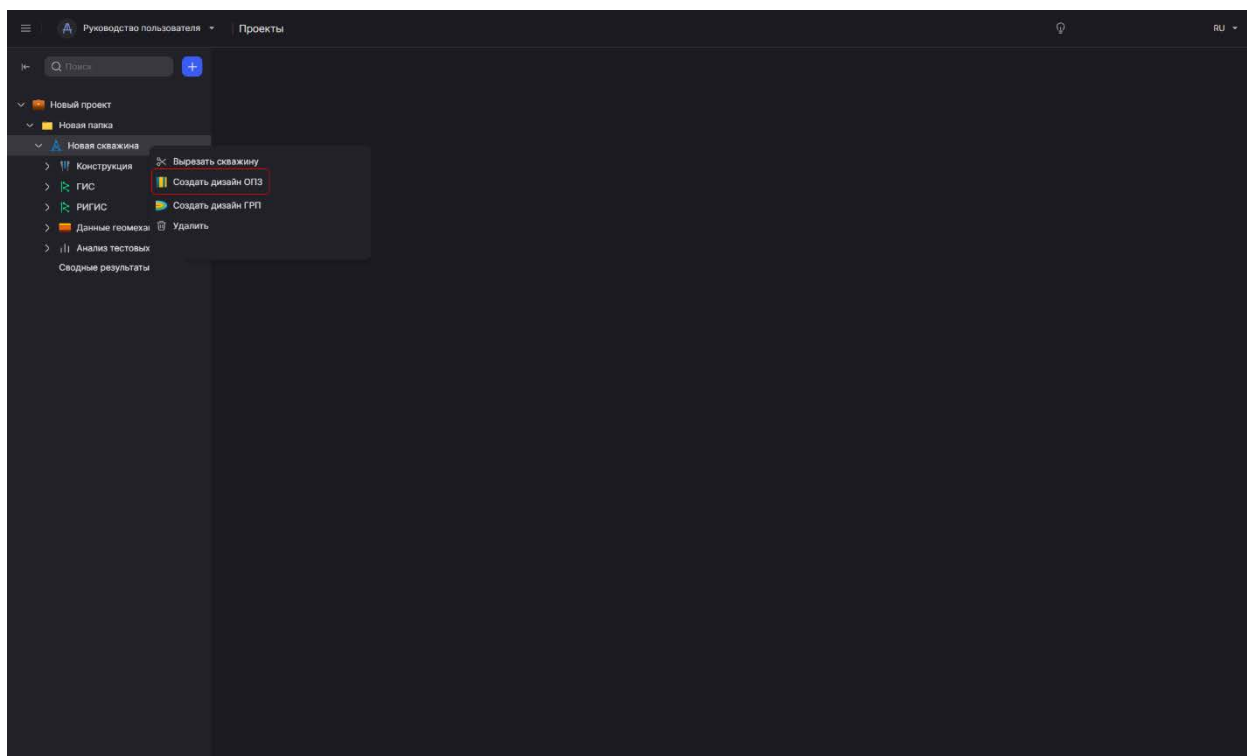 Руководство пользователя
Проекты
RU
Поиск
Новый проект
Новая папка
Новая скважина
Конструкция
ГИС
РИГИС
Данные геомеха
Анализ тестовых
Сводные результаты
Вырезать скважину
Создать дизайн ОПЗ
Создать дизайн ГРП
Удалить